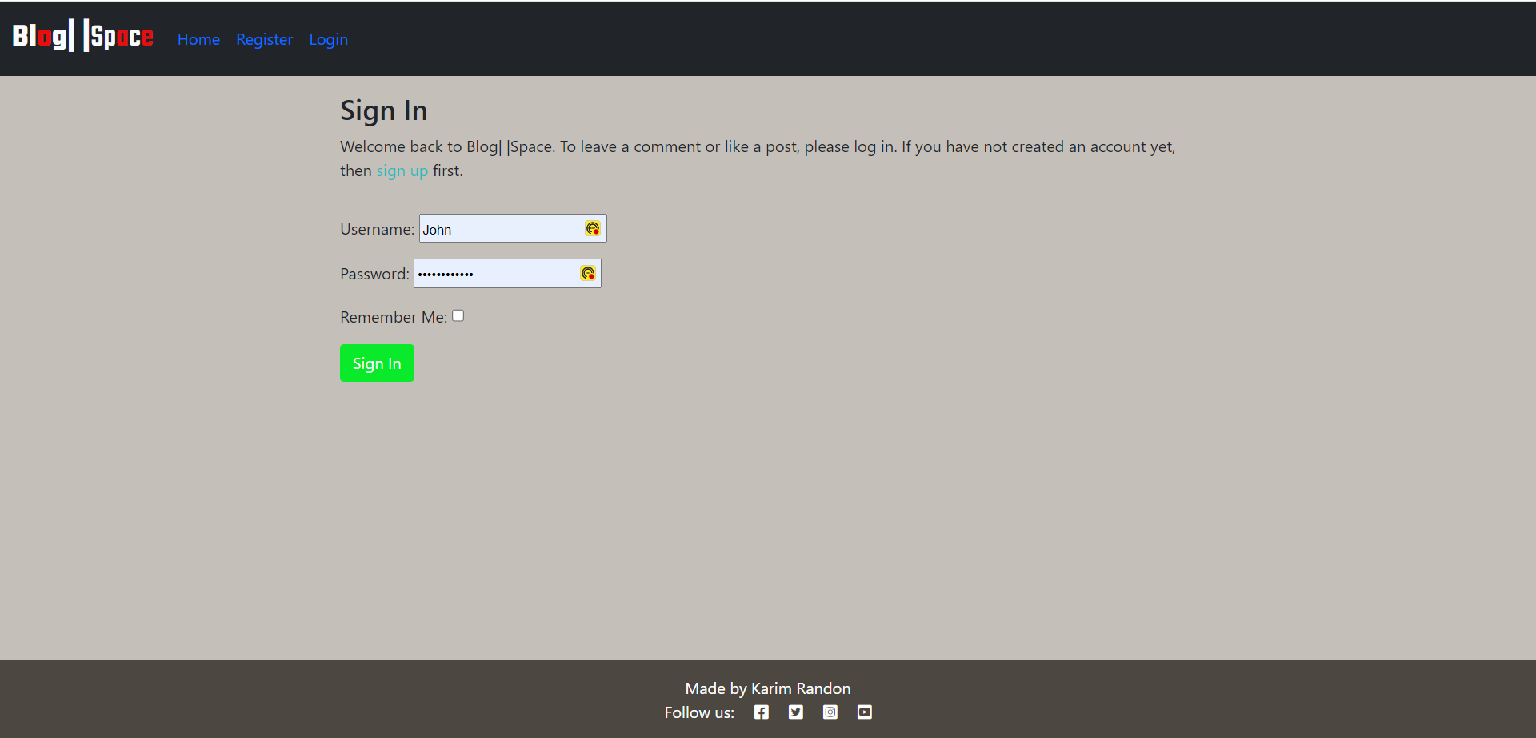 Blog| |Space Home Register Login
Sign In
Welcome back to Blog| |Space. To leave a comment or like a post, please log in. If you have not created an account yet,
then sign up first.
Username: John
Password: ••••••••••••
Remember Me:
Sign In
Made by Karim Randon
Follow us: